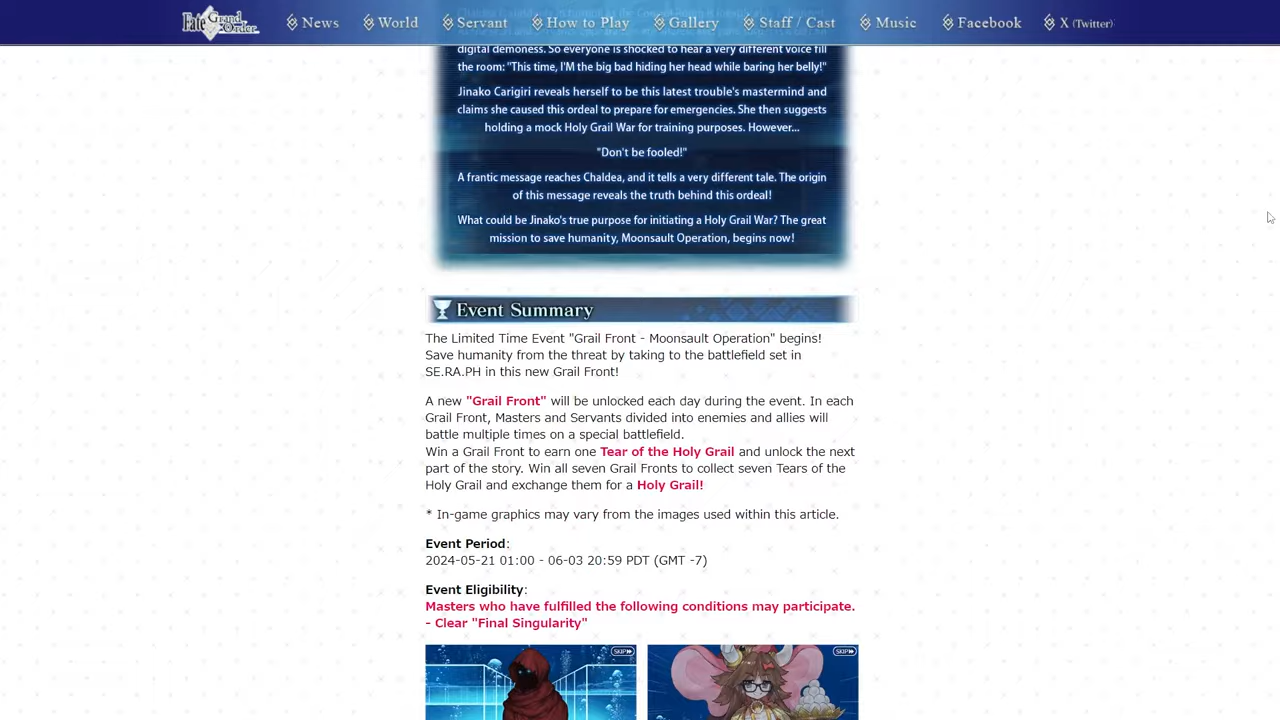 Fate Grand Order
News
World
Servant
How to Play
Gallery
Staff / Cast
Music
Facebook
X (Twitter)
digital demoness. So everyone is shocked to hear a very different voice fill
the room: "This time, I'M the big bad hiding her head while baring her belly!"
Jinako Carigiri reveals herself to be this latest trouble's mastermind and
claims she caused this ordeal to prepare for emergencies. She then suggests
holding a mock Holy Grail War for training purposes. However...
"Don't be fooled!"
A frantic message reaches Chaldea, and it tells a very different tale. The origin
of this message reveals the truth behind this ordeal!
What could be Jinako's true purpose for initiating a Holy Grail War? The great
mission to save humanity, Moonsault Operation, begins now!
Event Summary
The Limited Time Event "Grail Front - Moonsault Operation" begins!
Save humanity from the threat by taking to the battlefield set in
SE.RA.PH in this new Grail Front!
A new "Grail Front" will be unlocked each day during the event. In each
Grail Front, Masters and Servants divided into enemies and allies will
battle multiple times on a special battlefield.
Win a Grail Front to earn one Tear of the Holy Grail and unlock the next
part of the story. Win all seven Grail Fronts to collect seven Tears of the
Holy Grail and exchange them for a Holy Grail!
* In-game graphics may vary from the images used within this article.
Event Period:
2024-05-21 01:00 - 06-03 20:59 PDT (GMT -7)
Event Eligibility:
Masters who have fulfilled the following conditions may participate.
- Clear "Final Singularity"
SKIP
SKIP